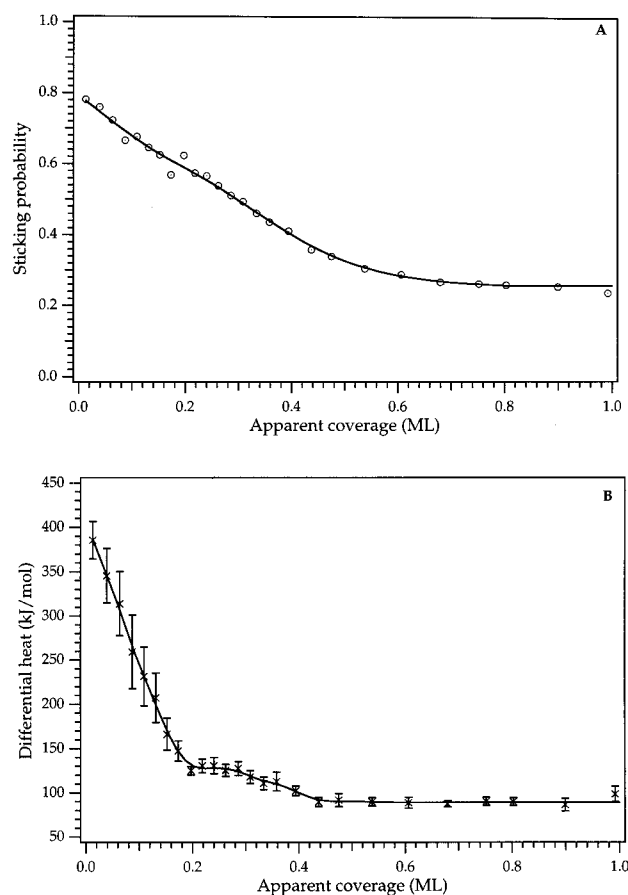 A
1.0
0.8
0.6
0.4
0.2
0.0
Sticking probability
0.0 0.2 0.4 0.6 0.8 1.0
Apparent coverage (ML)
B
450
400
350
300
250
200
150
100
50
Differential heat (kJ/mol)
0.0 0.2 0.4 0.6 0.8 1.0
Apparent coverage (ML)